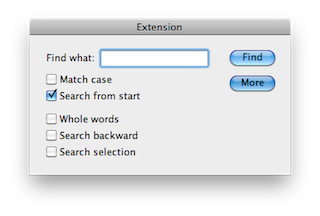 Extension
Find what:
Find
Match case
More
Search from start
Whole words
Search backward
Search selection